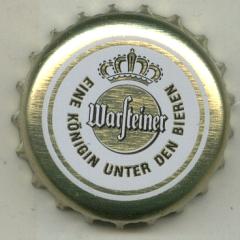 Warsteiner
EINE KÖNIGIN UNTER DEN BIEREN